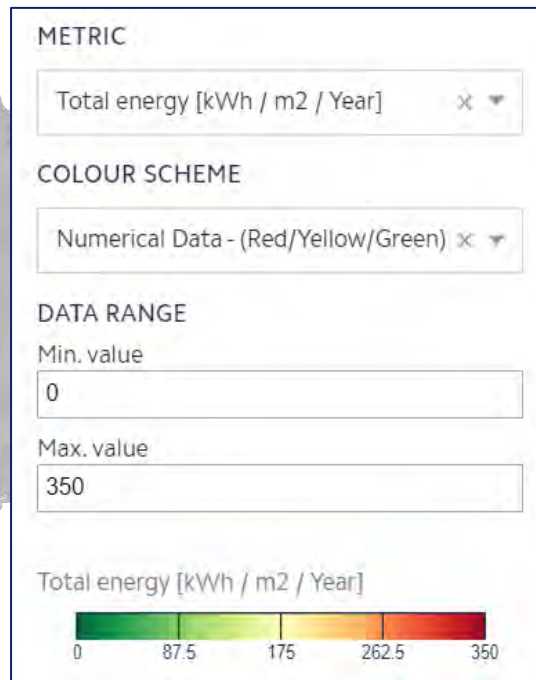 METRIC
Total energy [kWh / m2 / Year]
COLOUR SCHEME
Numerical Data - (Red/Yellow/Green)
DATA RANGE
Min. value
0
Max. value
350
Total energy [kWh / m2 / Year]
0 87.5 175 262.5 350